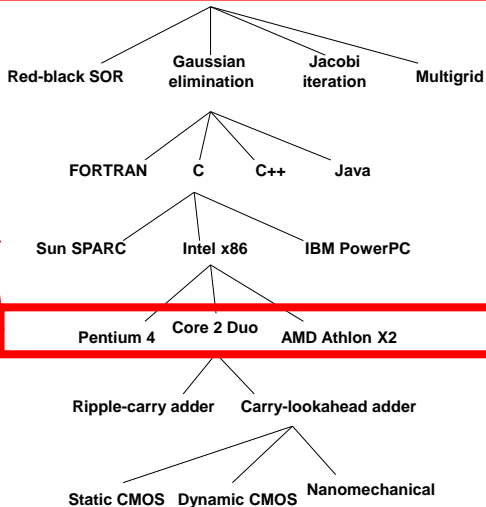 Red-black SOR Gaussian elimination Jacobi iteration Multigrid
FORTRAN C C++ Java
Sun SPARC Intel x86 IBM PowerPC
Pentium 4 Core 2 Duo AMD Athlon X2
Ripple-carry adder Carry-lookahead adder
Static CMOS Dynamic CMOS Nanomechanical